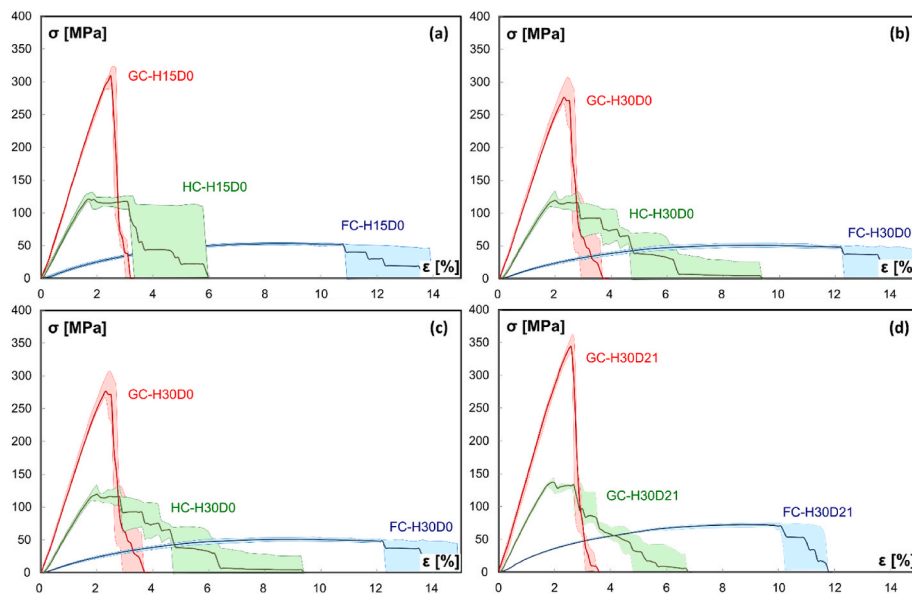 400
σ [MPa]
(a)
350
GC-H15D0
300
250
200
HC-H15D0
150
FC-H15D0
100
50
ε [%]
0
0 2 4 6 8 10 12 14
400
σ [MPa]
(b)
350
GC-H30D0
300
250
200
HC-H30D0
150
100
FC-H30D0
50
ε [%
0
0 2 4 6 8 10 12 14
400
σ [MPa]
(c)
350
GC-H30D0
300
250
200
150
HC-H30D0
100
FC-H30D0
50
ε [%]
0
0 2 4 6 8 10 12 14
400
σ [MPa]
(d)
350
GC-H30D21
300
250
200
150
GC-H30D21
100
FC-H30D21
50
ε [%]
0
0 2 4 6 8 10 12 14